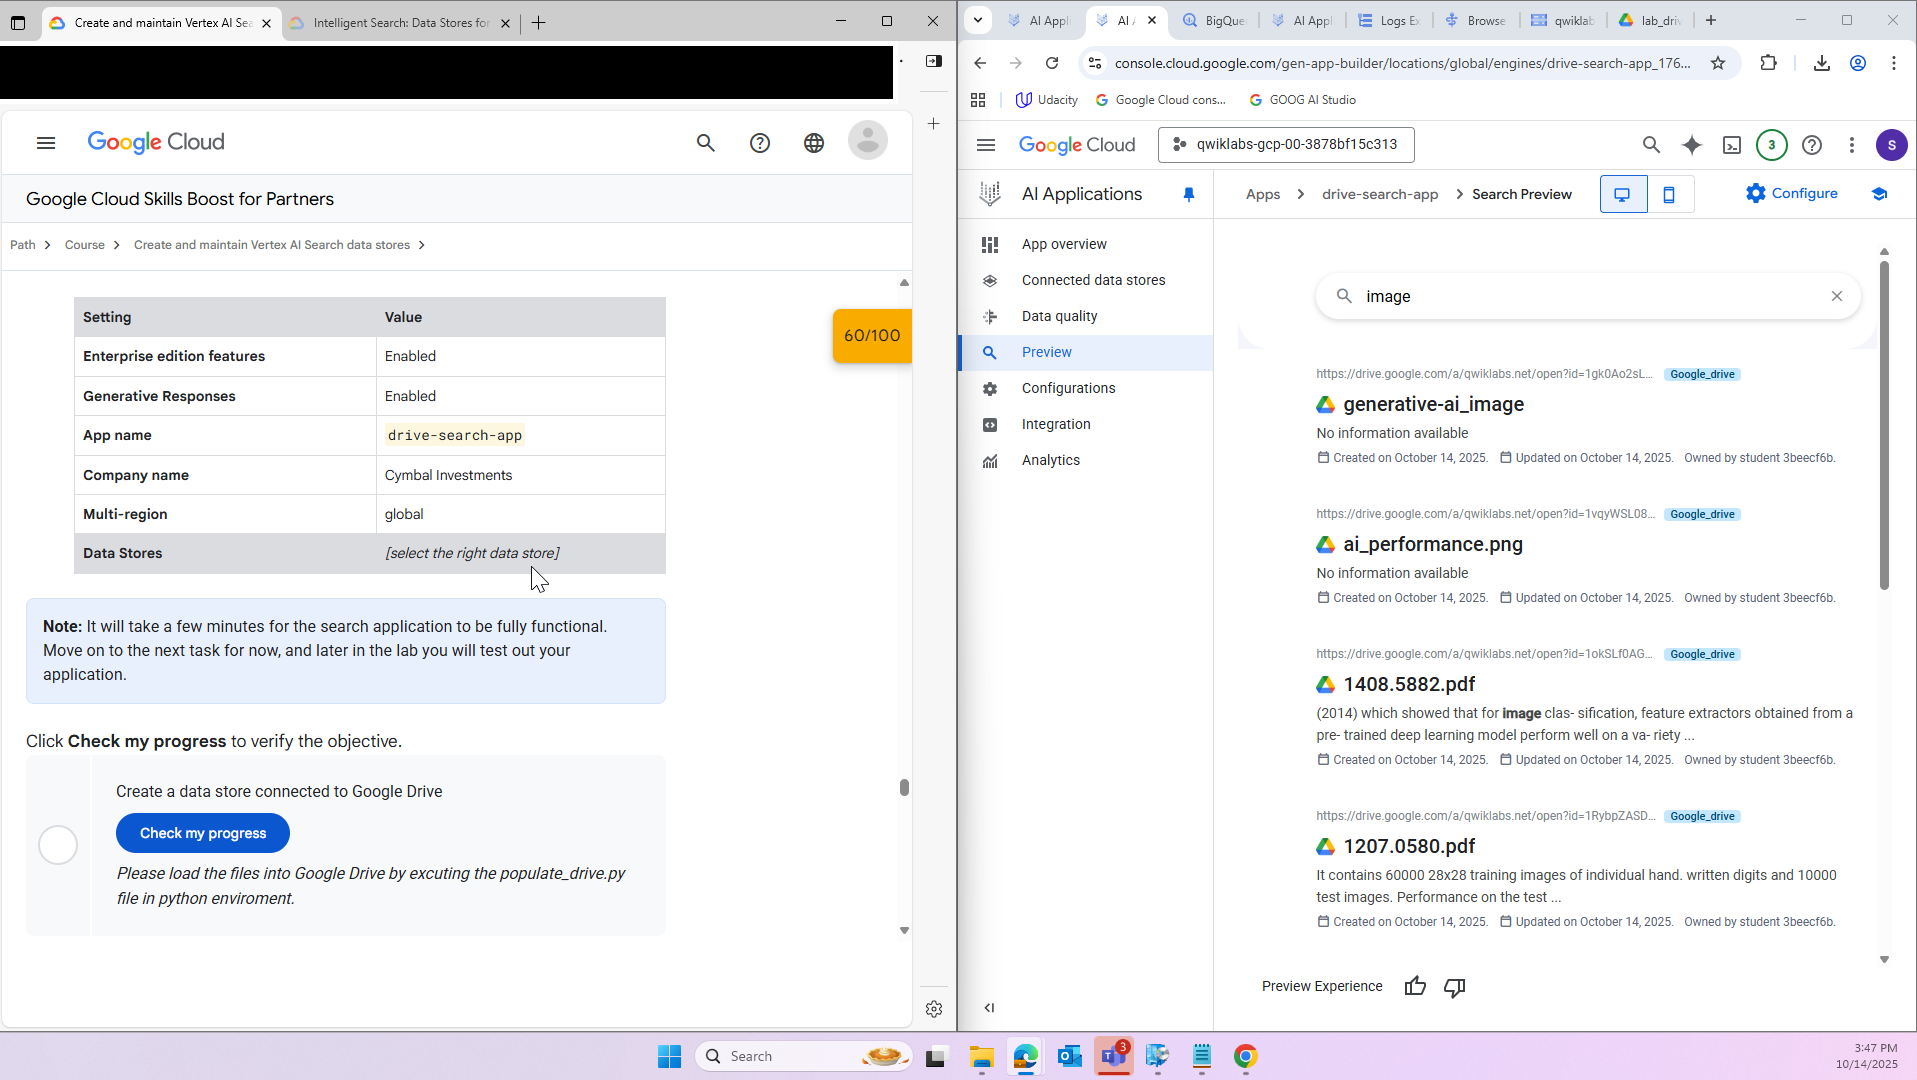 Create and maintain Vertex AI Sea
Intelligent Search: Data Stores for
Google Cloud
Google Cloud Skills Boost for Partners
Path
Course
Create and maintain Vertex AI Search data stores
Setting Value
Enterprise edition features Enabled
Generative Responses Enabled
App name drive-search-app
Company name Cymbal Investments
Multi-region global
Data Stores [select the right data store]
60/100
Note: It will take a few minutes for the search application to be fully functional.
Move on to the next task for now, and later in the lab you will test out your
application.
Click Check my progress to verify the objective.
Create a data store connected to Google Drive
Check my progress
Please load the files into Google Drive by excuting the populate_drive.py
file in python enviroment.
AI Appl
AI A
BigQue
AI Appl
Logs Ex
Browse
qwiklab
lab_driv
console.cloud.google.com/gen-app-builder/locations/global/engines/drive-search-app_176...
Udacity
Google Cloud cons...
GOOG AI Studio
Google Cloud
qwiklabs-gcp-00-3878bf15c313
3
S
AI Applications
Apps
drive-search-app
Search Preview
Configure
App overview
Connected data stores
Data quality
Preview
Configurations
Integration
Analytics
image
https://drive.google.com/a/qwiklabs.net/open?id=1gk0Ao2sL... Google_drive
generative-ai_image
No information available
Created on October 14, 2025. Updated on October 14, 2025. Owned by student 3beecf6b.
https://drive.google.com/a/qwiklabs.net/open?id=1vqyWSL08... Google_drive
ai_performance.png
No information available
Created on October 14, 2025. Updated on October 14, 2025. Owned by student 3beecf6b.
https://drive.google.com/a/qwiklabs.net/open?id=1okSLf0AG... Google_drive
1408.5882.pdf
(2014) which showed that for image clas- sification, feature extractors obtained from a
pre- trained deep learning model perform well on a va- riety ...
Created on October 14, 2025. Updated on October 14, 2025. Owned by student 3beecf6b.
https://drive.google.com/a/qwiklabs.net/open?id=1RybpZASD... Google_drive
1207.0580.pdf
It contains 60000 28x28 training images of individual hand. written digits and 10000
test images. Performance on the test ...
Created on October 14, 2025. Updated on October 14, 2025. Owned by student 3beecf6b.
Preview Experience
Search
3
3:47 PM
10/14/2025